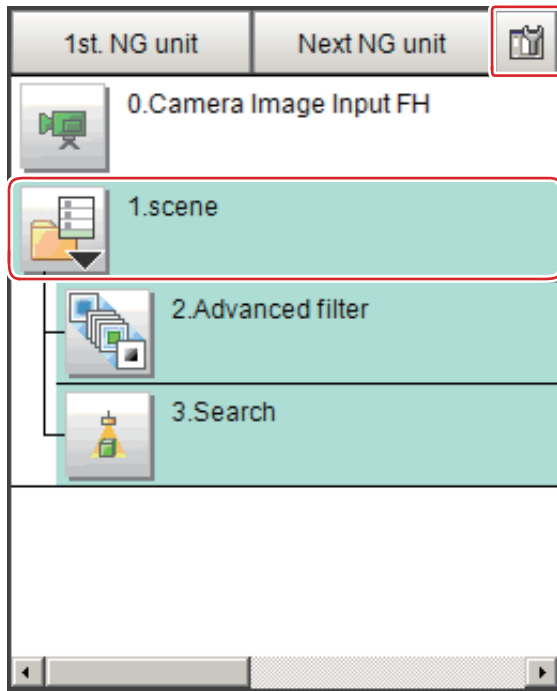 1st. NG unit
Next NG unit
0.Camera Image Input FH
1.scene
2.Advanced filter
3.Search